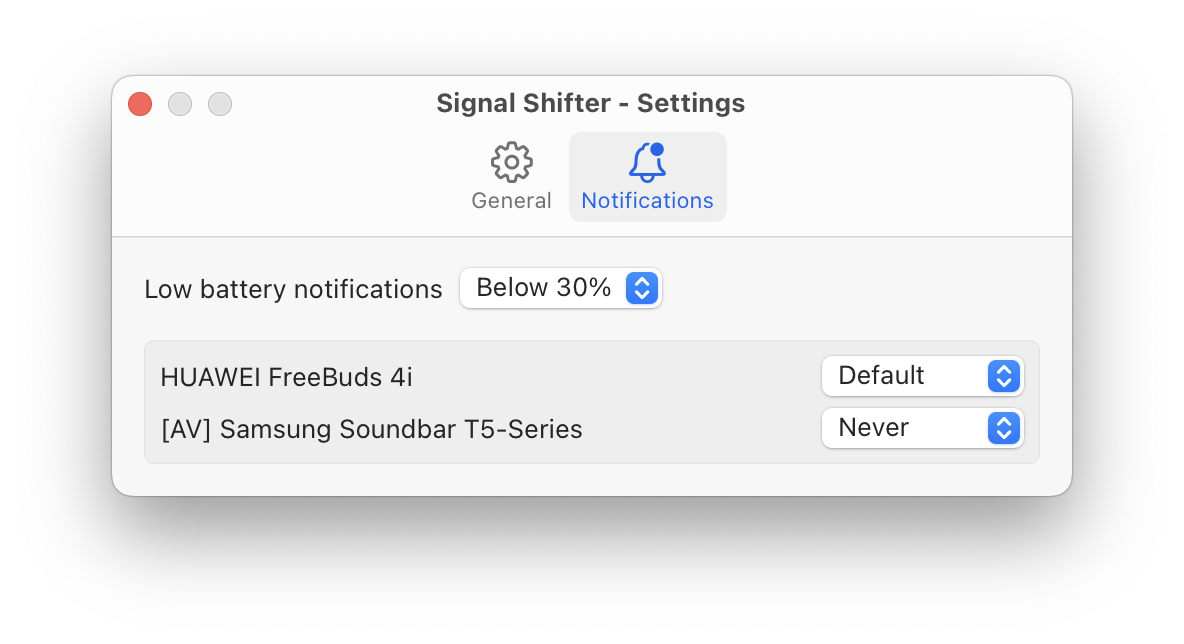 Signal Shifter - Settings
General Notifications
Low battery notifications Below 30%
HUAWEI FreeBuds 4i Default
[AV] Samsung Soundbar T5-Series Never